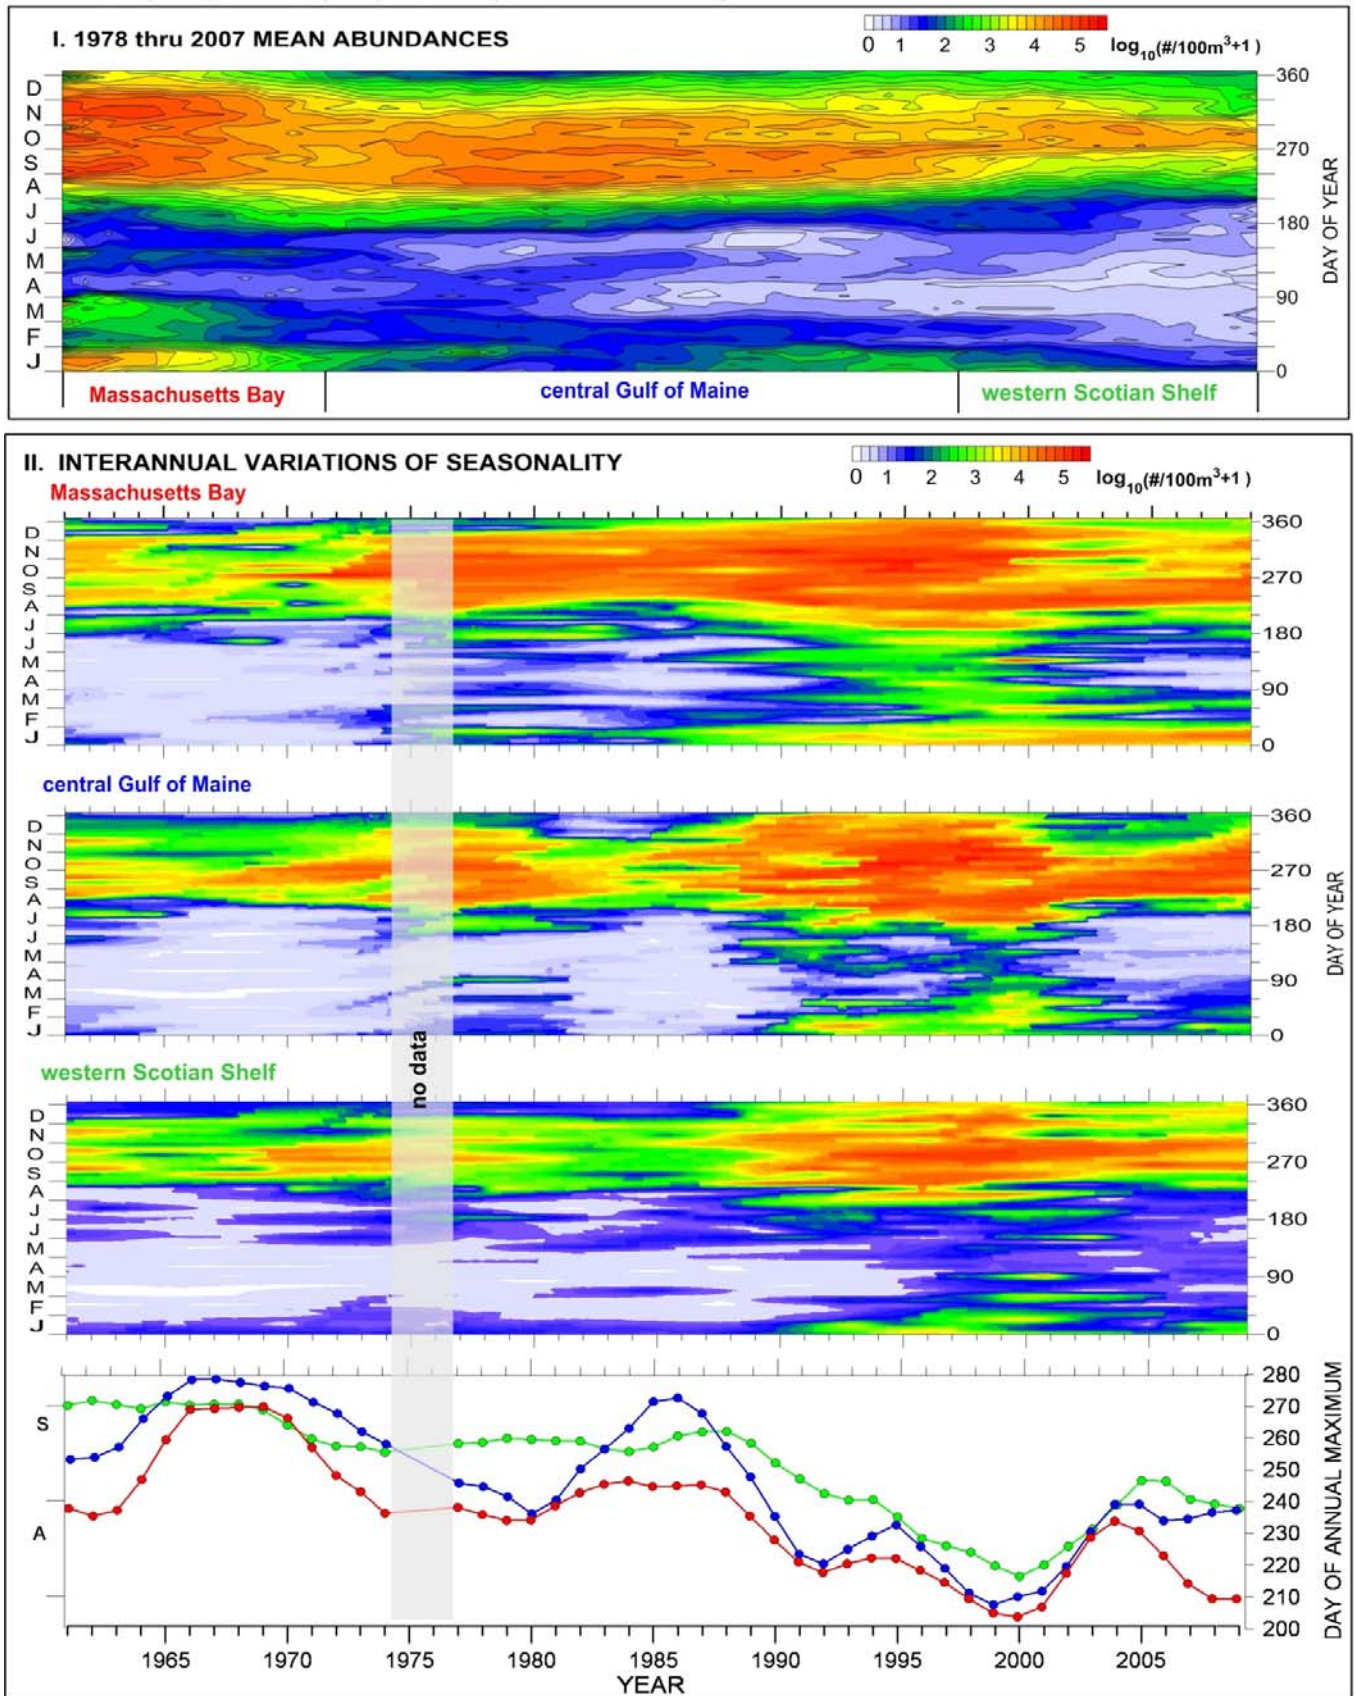 I. 1978 thru 2007 MEAN ABUNDANCES
0 1 2 3 4 5 log10(#/100m3+1)
D
N
O
S
A
J
J
M
A
M
F
J
360
270
180
90
0
DAY OF YEAR
Massachusetts Bay central Gulf of Maine western Scotian Shelf
II. INTERANNUAL VARIATIONS OF SEASONALITY
0 1 2 3 4 5 log10(#/100m3+1)
Massachusetts Bay
D
N
O
S
A
J
J
M
A
M
F
J
360
270
180
90
0
central Gulf of Maine
D
N
O
S
A
J
J
M
A
M
F
J
360
270
180
90
0
DAY OF YEAR
no data
western Scotian Shelf
D
N
O
S
A
J
J
M
A
M
F
J
360
270
180
90
0
S
A
280
270
260
250
240
230
220
210
200
DAY OF ANNUAL MAXIMUM
1965 1970 1975 1980 1985 1990 1995 2000 2005
YEAR